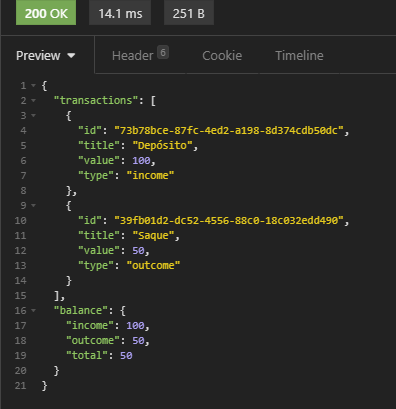 200 OK 14.1 ms 251 B
Preview Header 6 Cookie Timeline
1 {
2 "transactions": [
3 {
4 "id": "73b78bce-87fc-4ed2-a198-8d374cdb50dc",
5 "title": "Depósito",
6 "value": 100,
7 "type": "income"
8 },
9 {
10 "id": "39fb01d2-dc52-4556-88c0-18c032edd490",
11 "title": "Saque",
12 "value": 50,
13 "type": "outcome"
14 }
15 ],
16 "balance": {
17 "income": 100,
18 "outcome": 50,
19 "total": 50
20 }
21 }